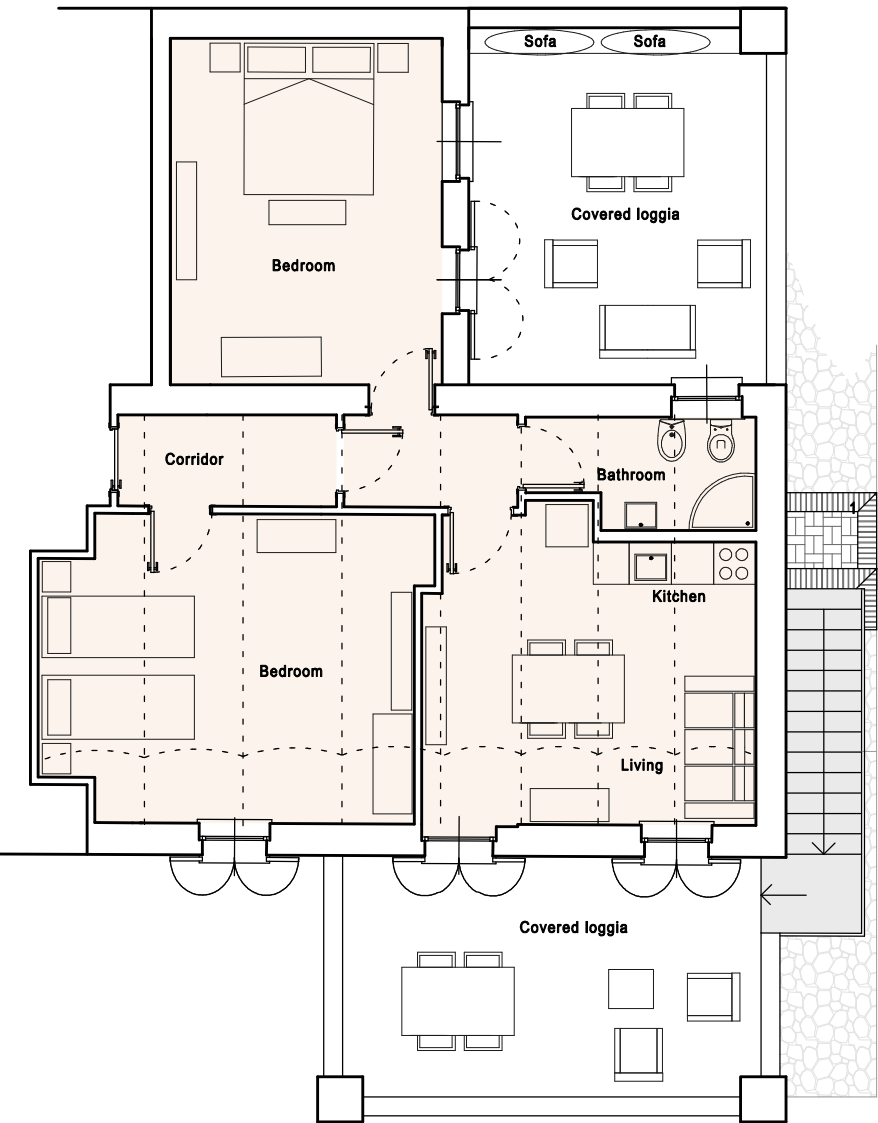 Sofa Sofa
Covered loggia
Bedroom
Corridor
Bathroom
1
Kitchen
Bedroom
Living
Covered loggia